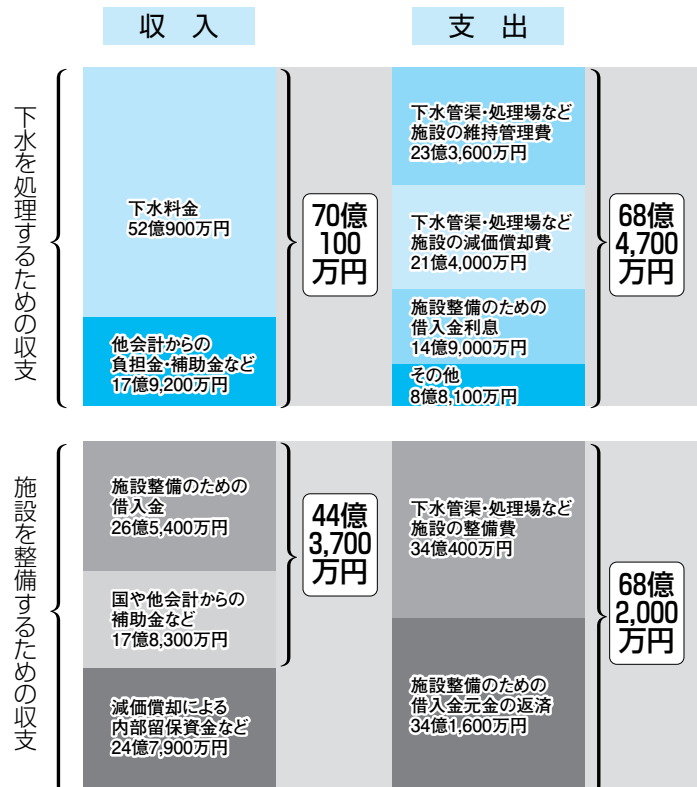 収入
支出
下水を処理するための収支
下水料金
52億900万円
他会計からの
負担金・補助金など
17億9,200万円
70億
100
万円
下水管渠・処理場など
施設の維持管理費
23億3,600万円
下水管渠・処理場など
施設の減価償却費
21億4,000万円
施設整備のための
借入金利息
14億9,000万円
その他
8億8,100万円
68億
4,700
万円
施設を整備するための収支
施設整備のための
借入金
26億5,400万円
国や他会計からの
補助金など
17億8,300万円
減価償却による
内部留保資金など
24億7,900万円
44億
3,700
万円
下水管渠・処理場など
施設の整備費
34億400万円
施設整備のための
借入金元金の返済
34億1,600万円
68億
2,000
万円